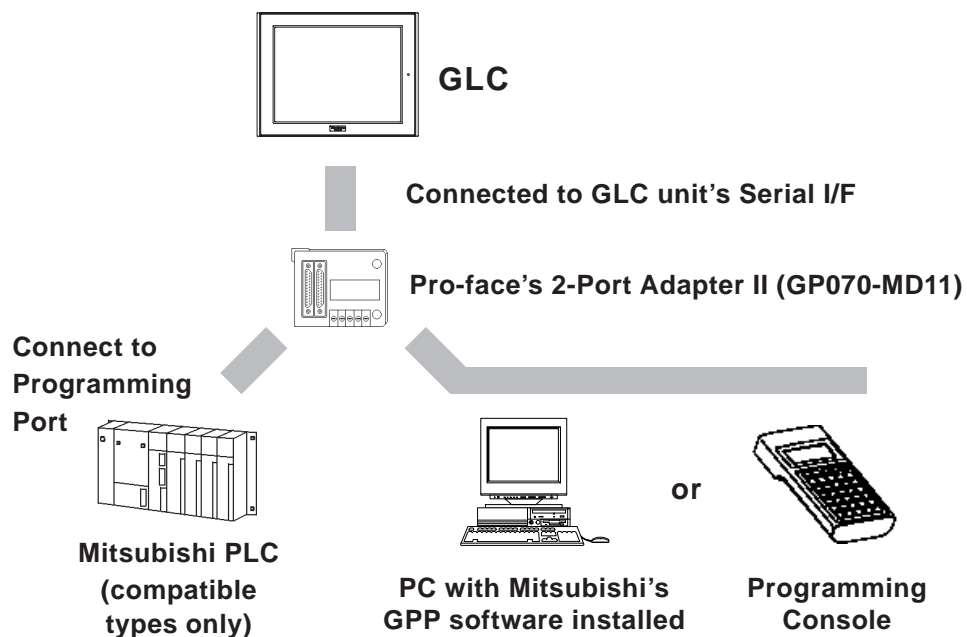 GLC
Connected to GLC unit's Serial I/F
Pro-face's 2-Port Adapter II (GP070-MD11)
Connect to
Programming
Port
or
Mitsubishi PLC
(compatible
types only)
PC with Mitsubishi's
GPP software installed
Programming
Console